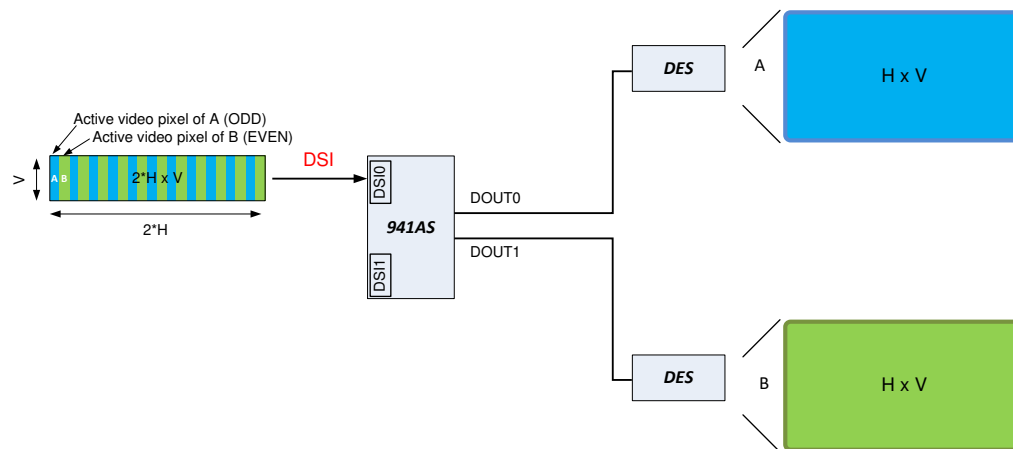 Active video pixel of A (ODD)
Active video pixel of B (EVEN)
V
A B
2*H x V
2*H
DSI
DSI0
941AS
DSI1
DOUT0
DOUT1
DES
A
H x V
DES
B
H x V